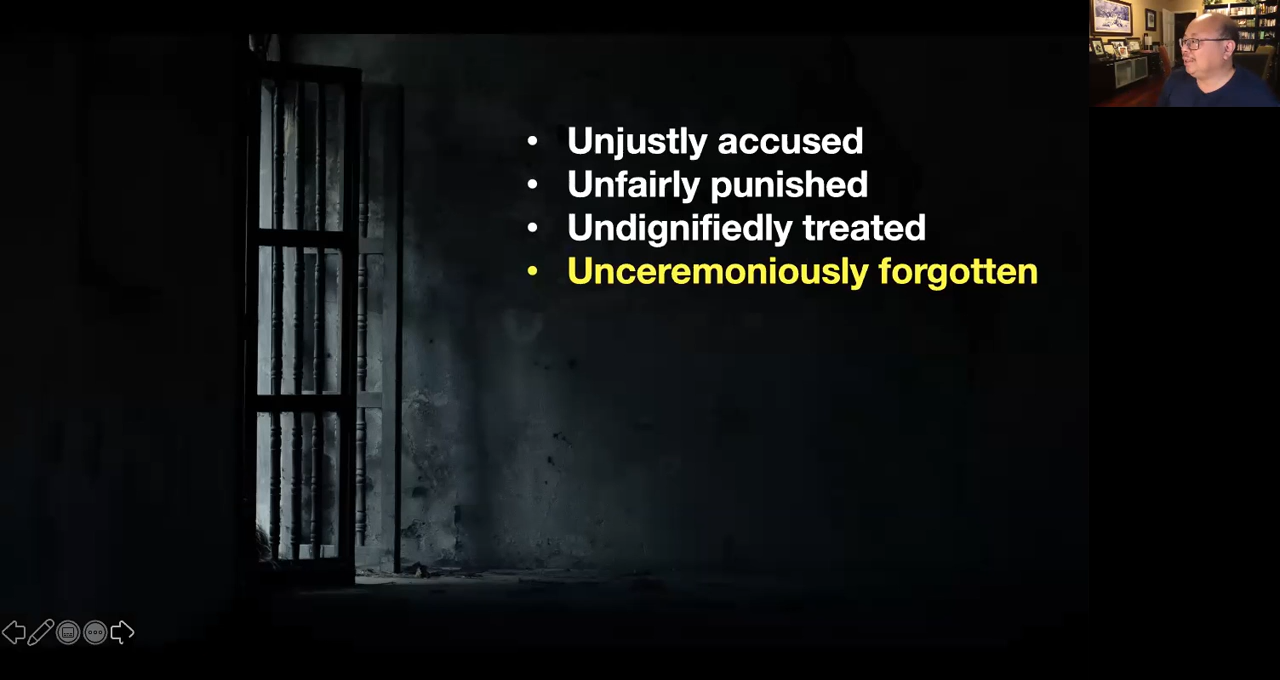 • Unjustly accused
• Unfairly punished
• Undignifiedly treated
• Unceremoniously forgotten